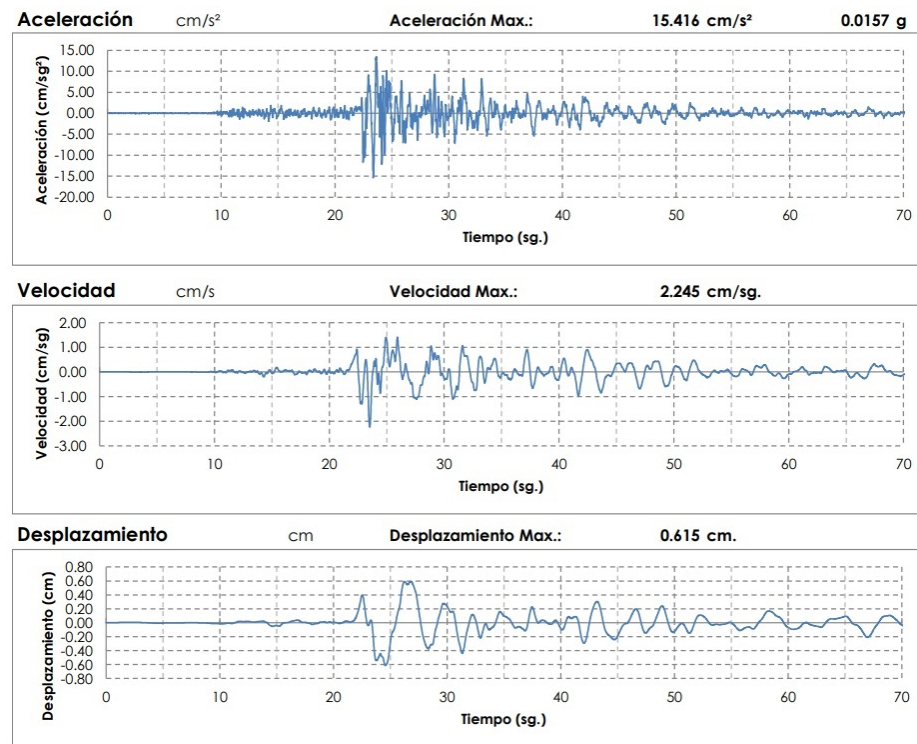 Aceleración cm/s² Aceleración Max.: 15.416 cm/s² 0.0157 g
Aceleración (cm/sg²)
15.00
10.00
5.00
0.00
-5.00
-10.00
-15.00
-20.00
0 10 20 30 40 50 60 70
Tiempo (sg.)
Velocidad cm/s Velocidad Max.: 2.245 cm/sg.
Velocidad (cm/sg)
2.00
1.00
0.00
-1.00
-2.00
-3.00
0 10 20 30 40 50 60 70
Tiempo (sg.)
Desplazamiento cm Desplazamiento Max.: 0.615 cm.
Desplazamiento (cm)
0.80
0.60
0.40
0.20
0.00
-0.20
-0.40
-0.60
-0.80
0 10 20 30 40 50 60 70
Tiempo (sg.)